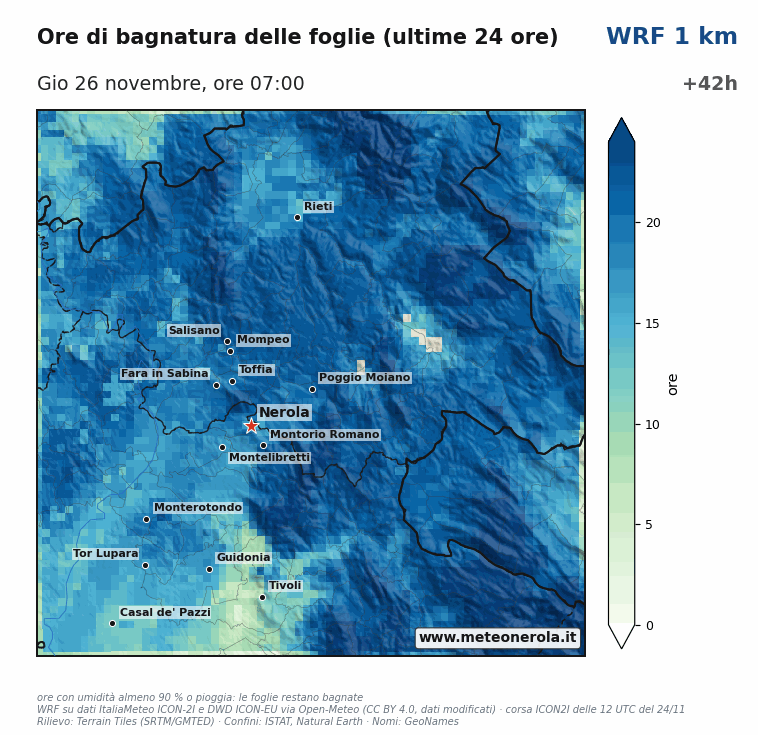 Ore di bagnatura delle foglie (ultime 24 ore)
WRF 1 km
Gio 26 novembre, ore 07:00
+42h
Rieti
Salisano
Mompeo
Fara in Sabina
Toffia
Poggio Moiano
Nerola
Montorio Romano
Montelibretti
Monterotondo
Tor Lupara
Guidonia
Tivoli
Casal de' Pazzi
www.meteonerola.it
20
15
10
5
0
ore
ore con umidità almeno 90 % o pioggia: le foglie restano bagnate
WRF su dati ItaliaMeteo ICON-2I e DWD ICON-EU via Open-Meteo (CC BY 4.0, dati modificati) · corsa ICON2I delle 12 UTC del 24/11
Rilievo: Terrain Tiles (SRTM/GMTED) · Confini: ISTAT, Natural Earth · Nomi: GeoNames